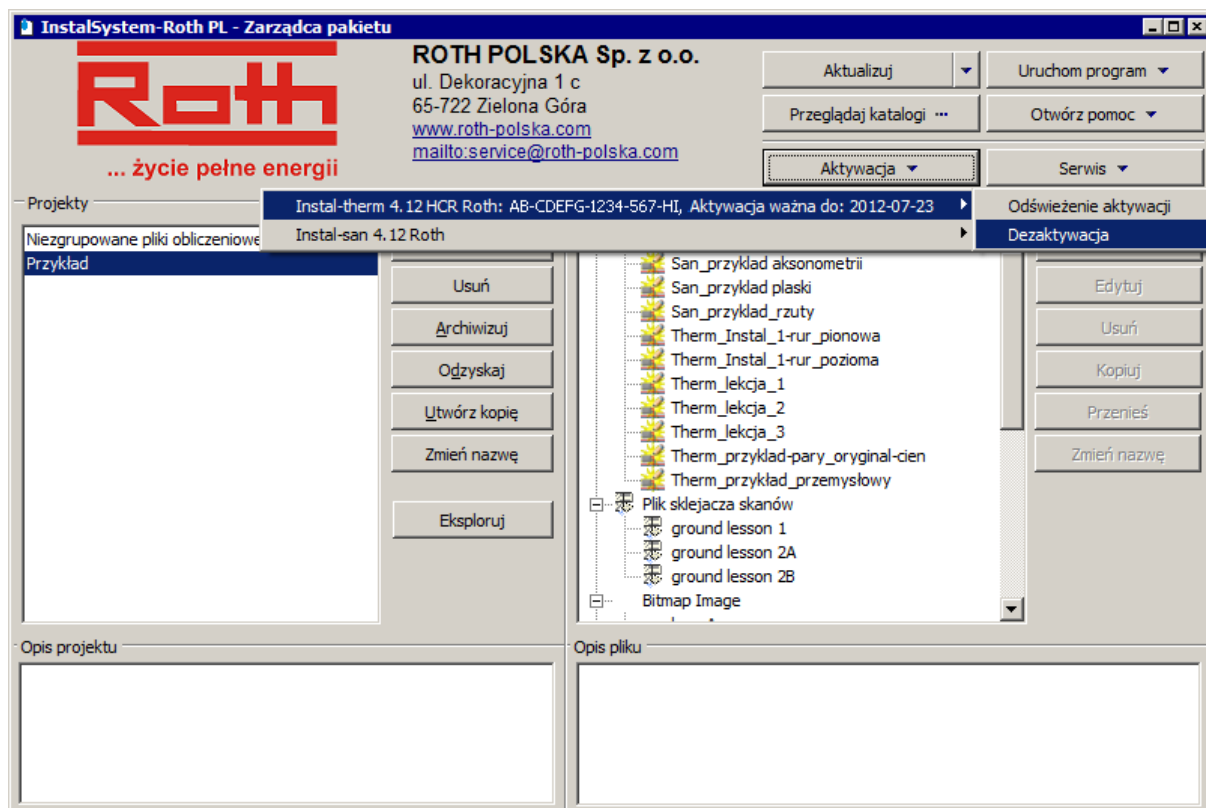 InstalSystem-Roth PL - Zarządca pakietu
Roth
... życie pełne energii
ROTH POLSKA Sp. z o.o.
ul. Dekoracyjna 1 c
65-722 Zielona Góra
www.roth-polska.com
mailto:service@roth-polska.com
Aktualizuj
Uruchom program
Przeglądaj katalogi ...
Otwórz pomoc
Aktywacja
Serwis
Projekty
Instal-therm 4.12 HCR Roth: AB-CDEFG-1234-567-HI, Aktywacja ważna do: 2012-07-23
Odświeżenie aktywacji
Instal-san 4.12 Roth
Dezaktywacja
Niezgrupowane pliki obliczeniowe
Przykład
Usuń
Archiwizuj
Odzyskaj
Utwórz kopię
Zmień nazwę
Eksploruj
San_przyklad aksonometrii
San_przyklad plaski
San_przyklad_rzuty
Therm_Instal_1-rur_pionowa
Therm_Instal_1-rur_pozioma
Therm_lekcja_1
Therm_lekcja_2
Therm_lekcja_3
Therm_przyklad-pary_oryginal-cien
Therm_przykład_przemysłowy
Plik sklejacza skanów
ground lesson 1
ground lesson 2A
ground lesson 2B
Bitmap Image
Edytuj
Usuń
Kopiuj
Przenieś
Zmień nazwę
Opis projektu
Opis pliku